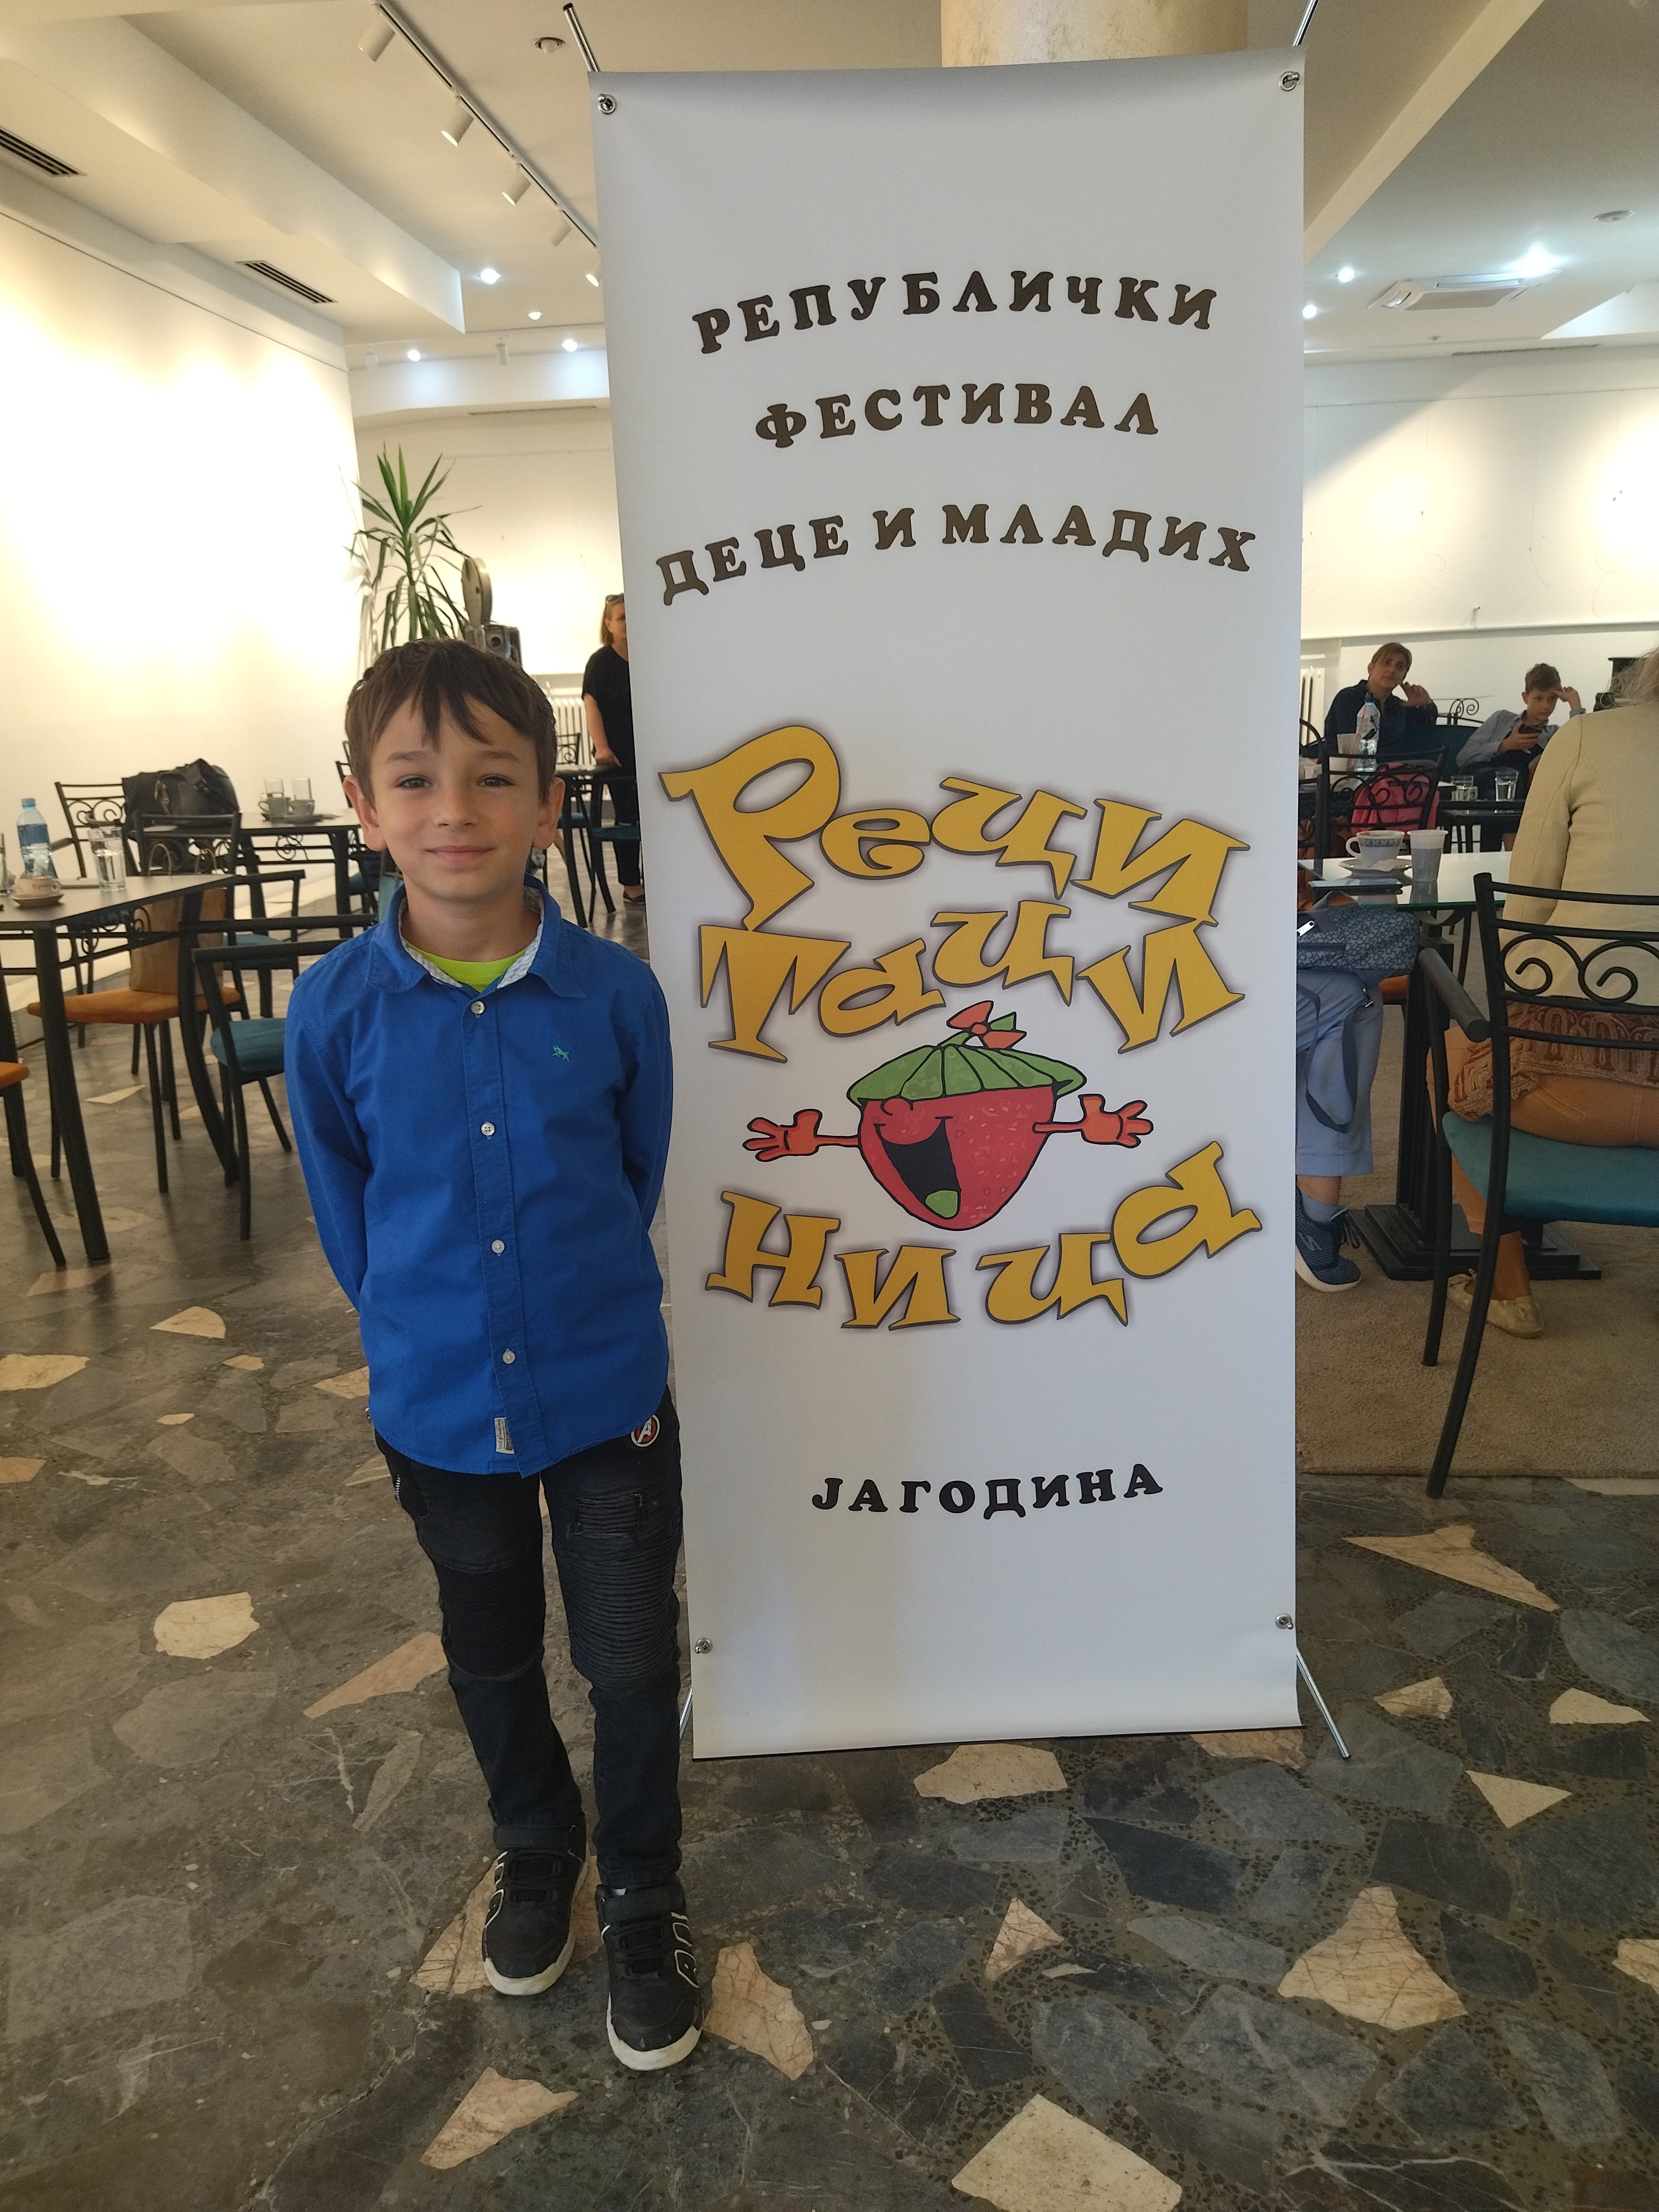 РЕПУБЛИЧКИ
ФЕСТИВАЛ
ДЕЦЕ И МЛАДИХ
Реци
Таци
Ница
ЈАГОДИНА